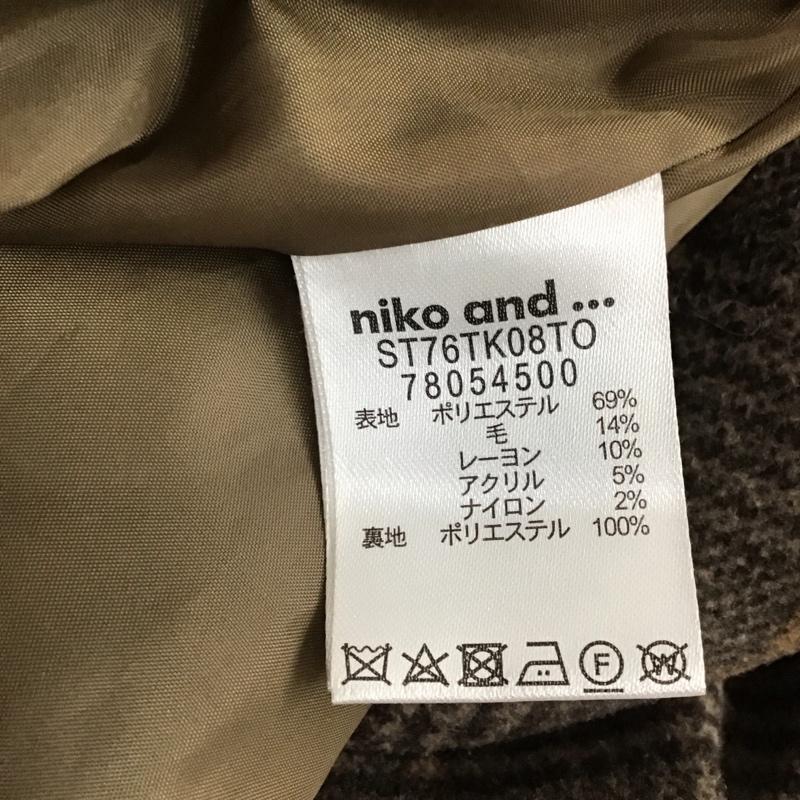 niko and ...
ST76TK08TO
78054500
表地 ポリエステル 69%
毛 14%
レーヨン 10%
アクリル 5%
ナイロン 2%
裏地 ポリエステル 100%
F W